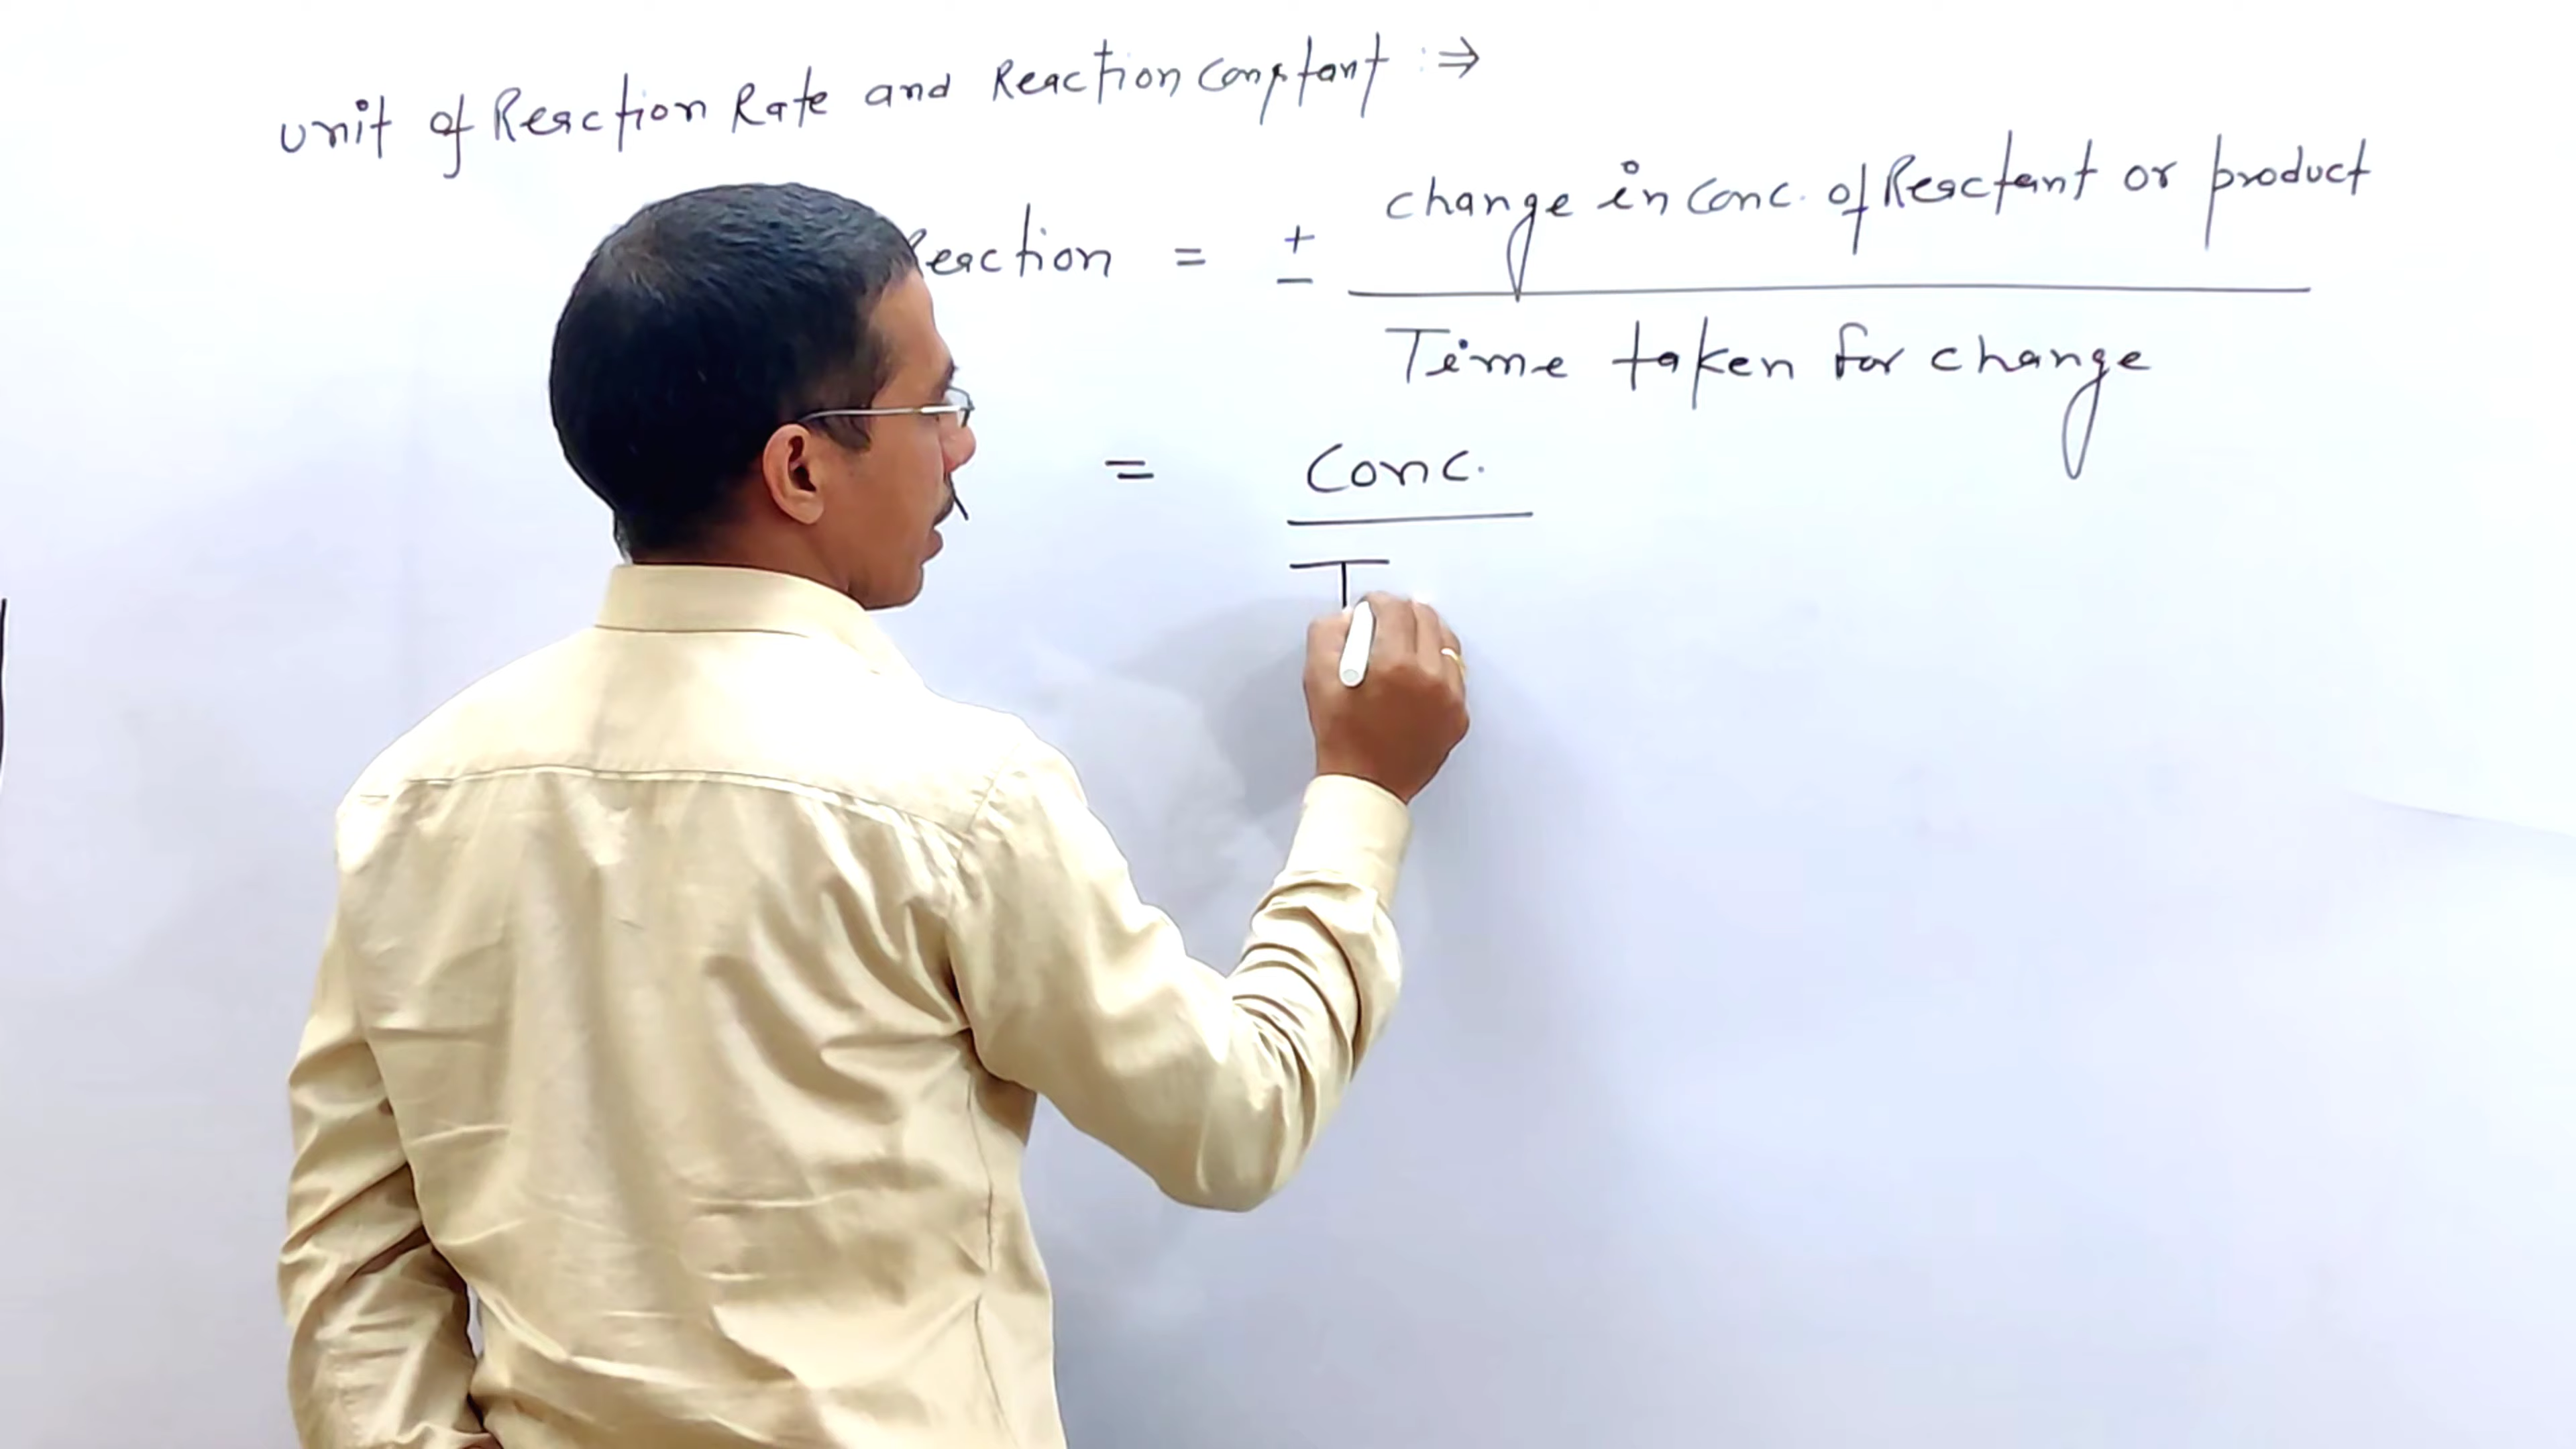 unit of Reaction Rate and Reaction Constant :⇒
Reaction = ± change in Conc. of Reactant or product
Time taken for change
= Conc.
T